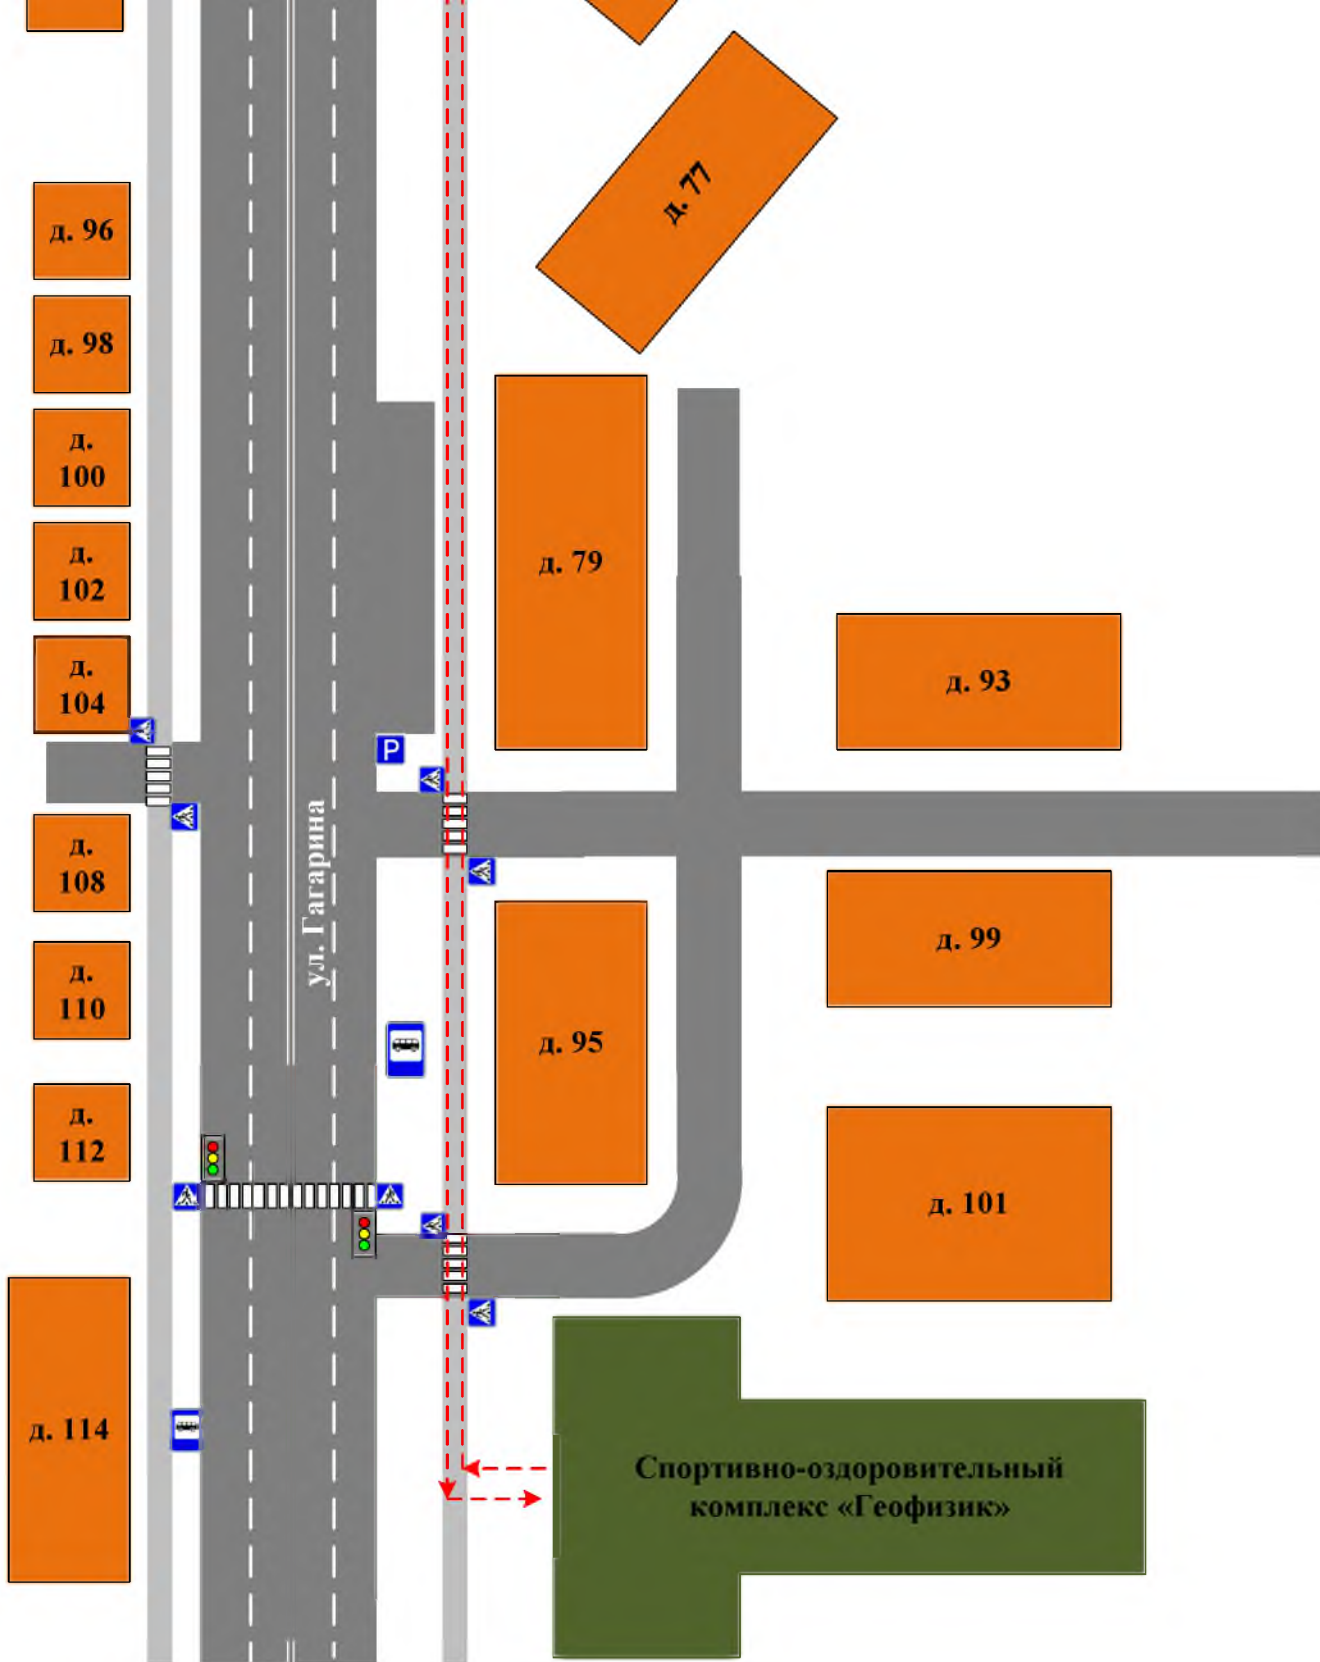 д. 77
д. 96
д. 98
д.
100
д. 79
д.
102
д.
104
д. 93
P
ул. Гагарина
д.
108
д. 99
д.
110
д. 95
д.
112
д. 101
д. 114
Спортивно-оздоровительный
комплекс «Геофизик»